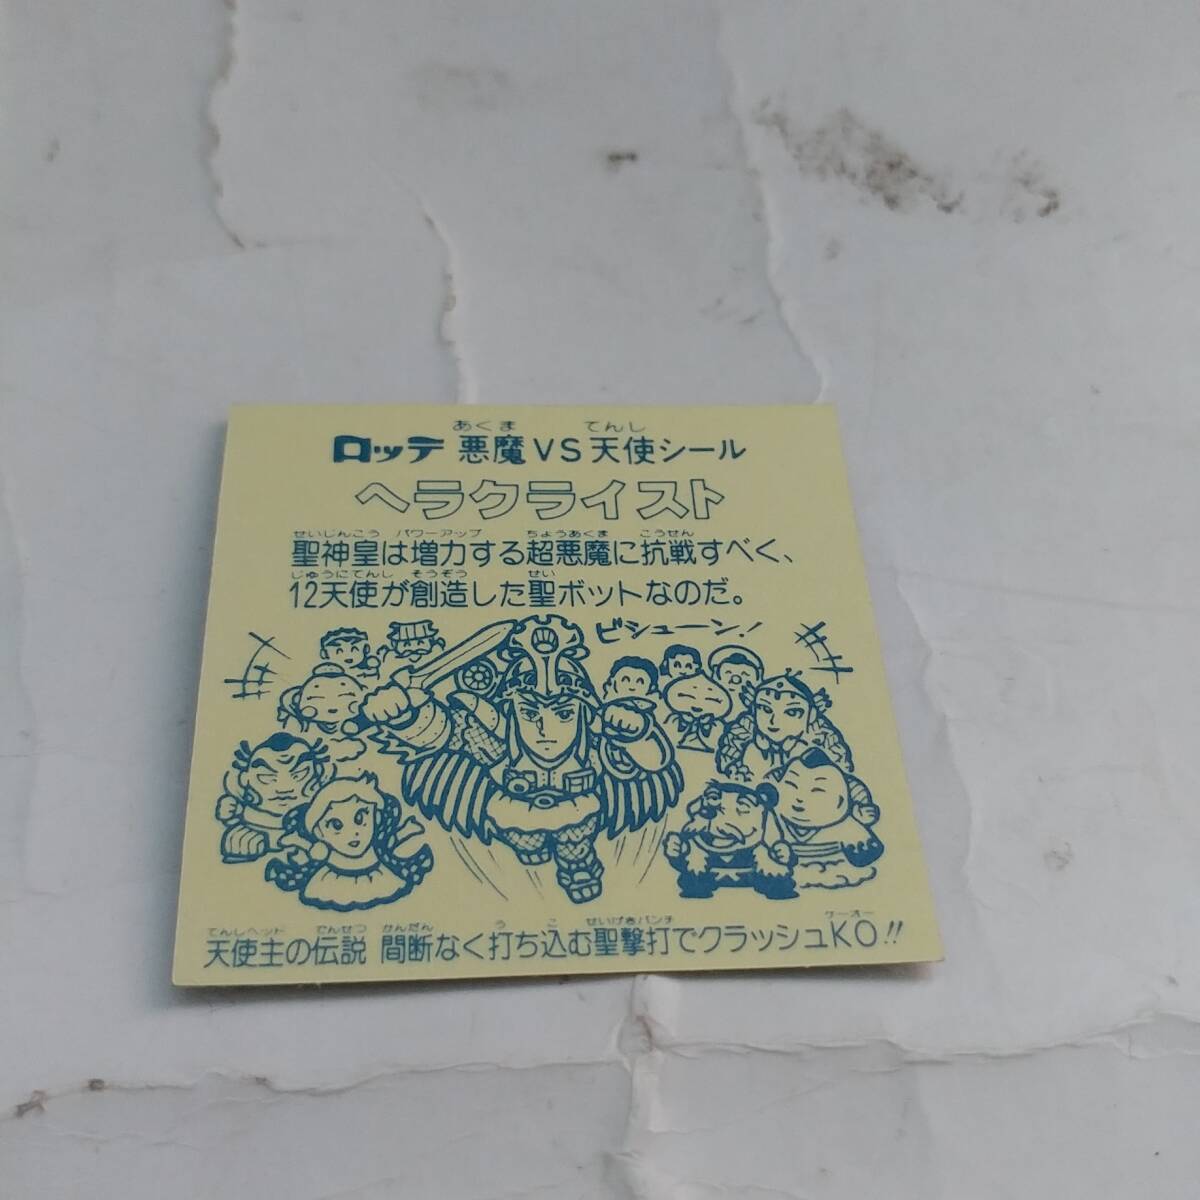 あくま てんし
ロッテ 悪魔VS天使シール
ヘラクライスト
せいじんこう パワーアップ ちょうあくま こうせん
聖神皇は増力する超悪魔に抗戦すべく、
じゅうにてんし そうぞう せい
12天使が創造した聖ボットなのだ。
ビシューン!
てんしヘッド でんせつ かんだん う こ せいげきパンチ ケーオー
天使主の伝説 間断なく打ち込む聖撃打でクラッシュKO!!